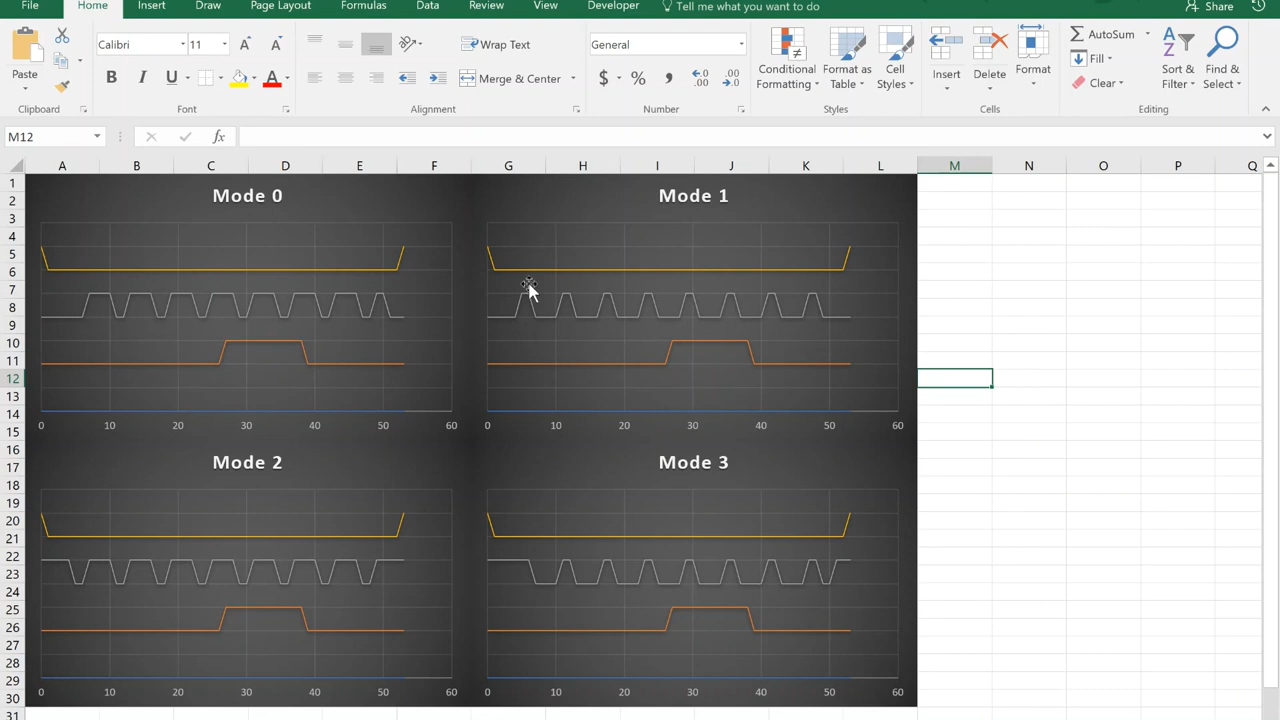 File Home Insert Draw Page Layout Formulas Data Review View Developer Tell me what you want to do Share
Paste
Clipboard
Calibri 11
B I U
Font
Wrap Text
Merge & Center
Alignment
General
$ % ,
Number
Conditional Formatting
Format as Table
Cell Styles
Styles
Insert
Delete
Format
Cells
AutoSum
Fill
Clear
Sort & Filter
Find & Select
Editing
M12 fx
A B C D E F G H I J K L M N O P Q
1
2
3
4
5
6
7
8
9
10
11
12
13
14
15
16
17
18
19
20
21
22
23
24
25
26
27
28
29
30
31
Mode 0
0 10 20 30 40 50 60
Mode 1
0 10 20 30 40 50 60
Mode 2
0 10 20 30 40 50 60
Mode 3
0 10 20 30 40 50 60